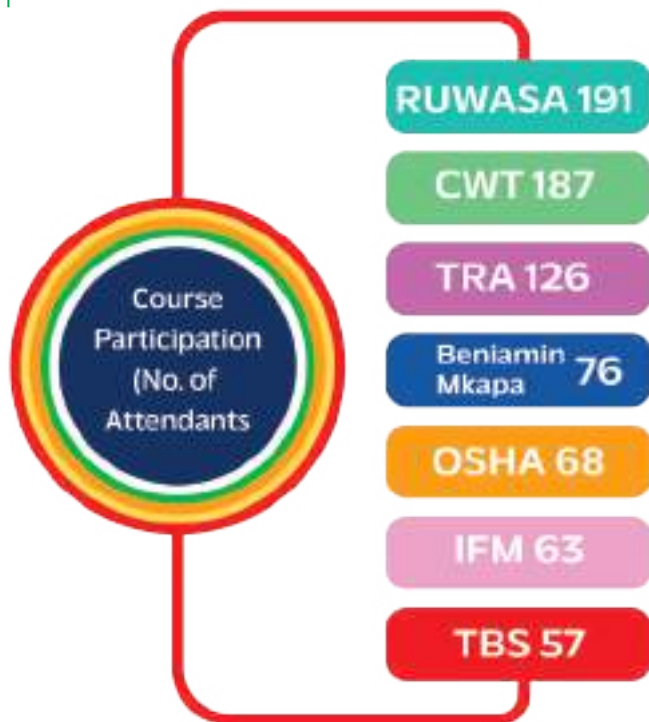 RUWASA 191
CWT 187
TRA 126
Course
Participation
(No. of
Attendants
Beniamin
Mkapa 76
OSHA 68
IFM 63
TBS 57